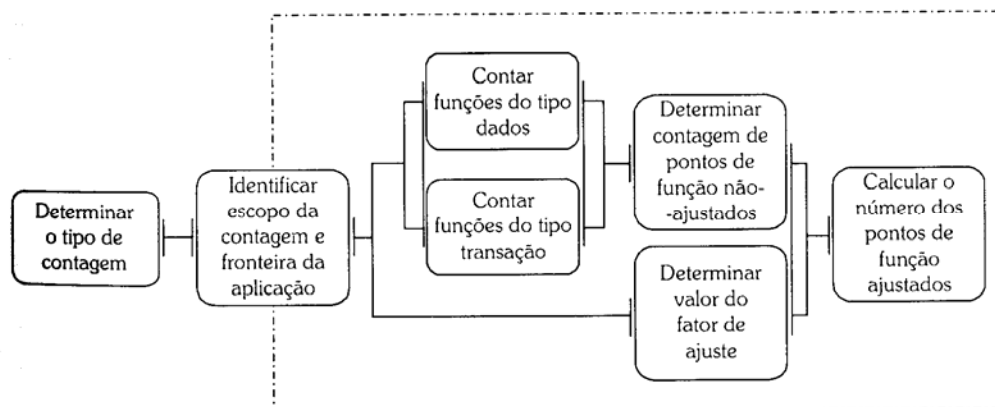 Determinar
o tipo de
contagem
Identificar
escopo da
contagem e
fronteira da
aplicação
Contar
funções do tipo
dados
Contar
funções do tipo
transação
Determinar
contagem de
pontos de
função não-
-ajustados
Determinar
valor do
fator de
ajuste
Calcular o
número dos
pontos de
função
ajustados